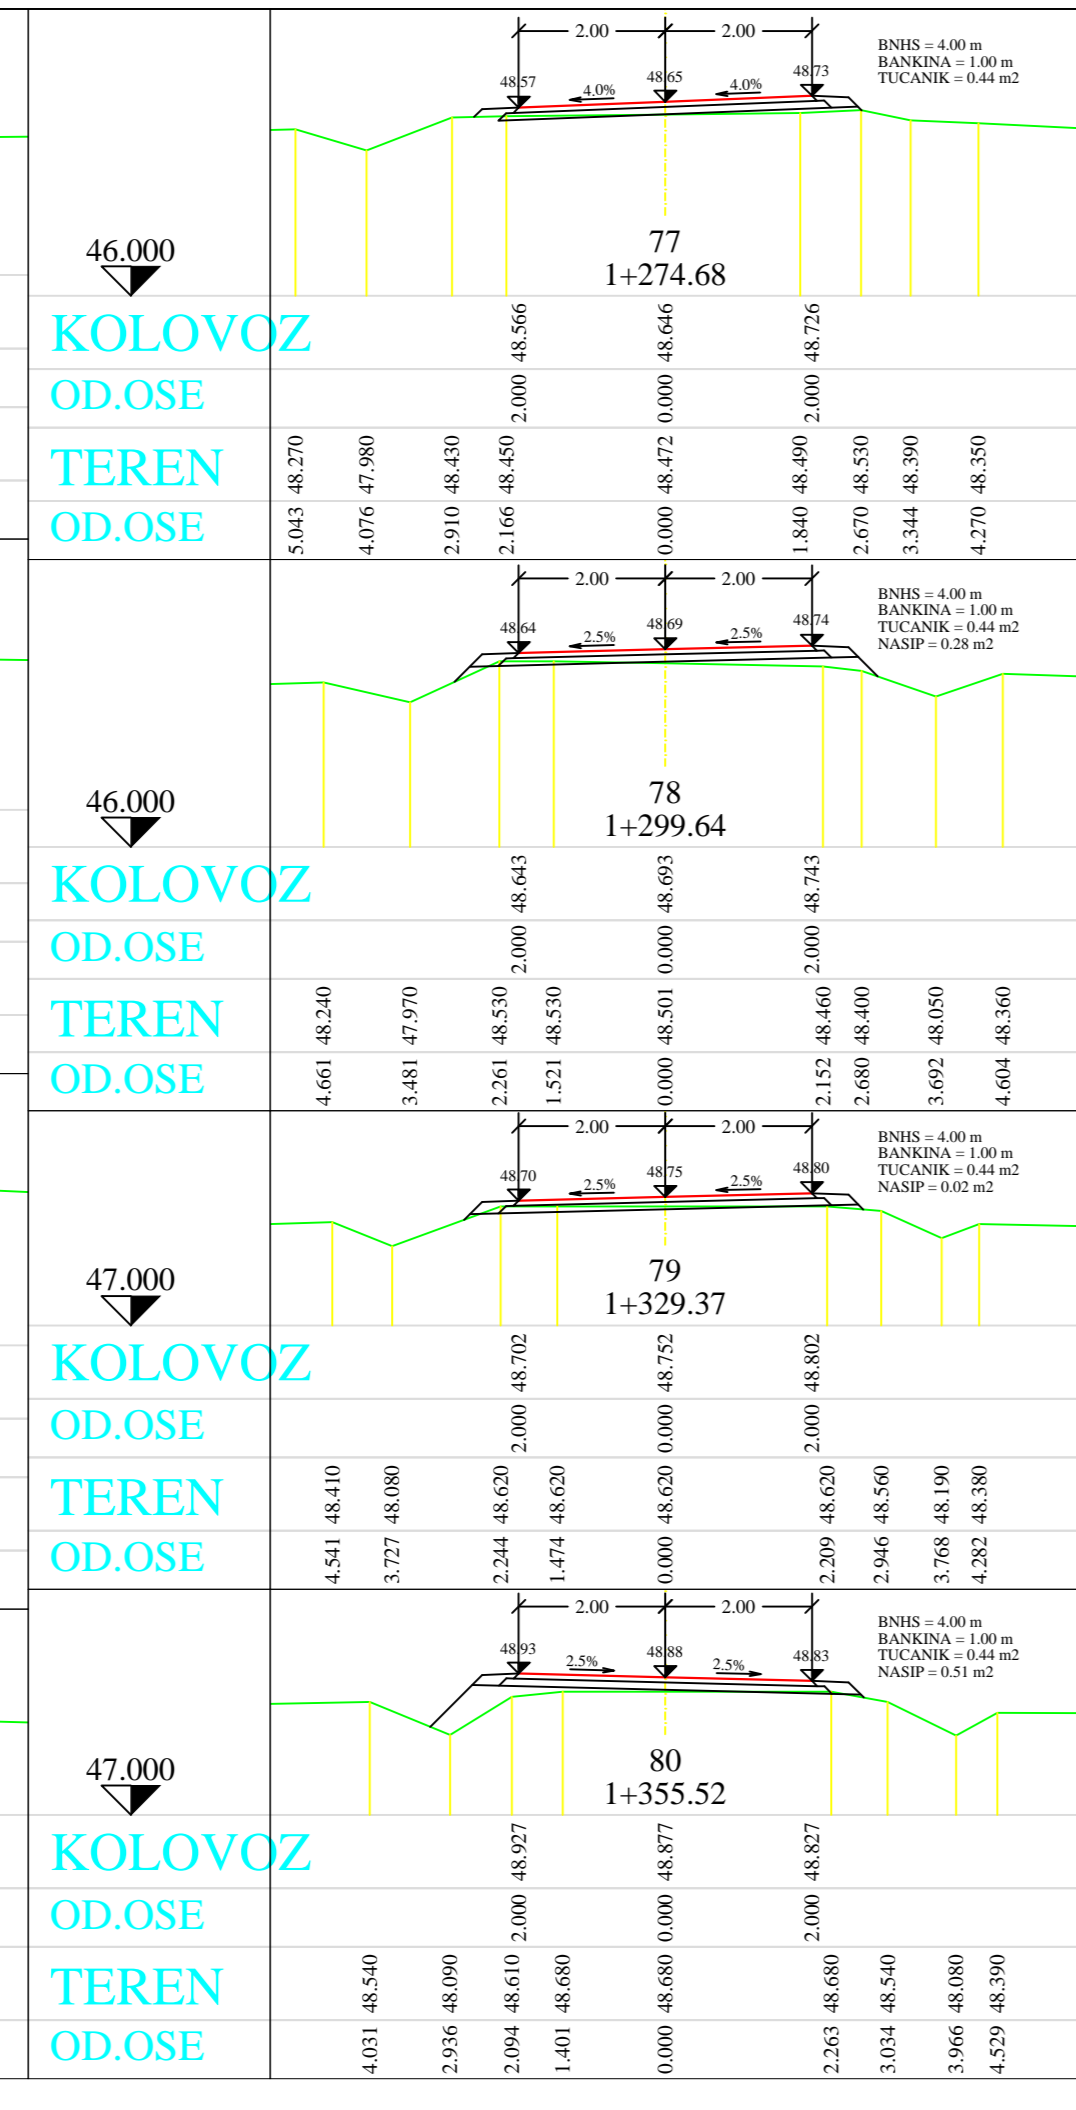 2.00 2.00
BNHS = 4.00 m
BANKINA = 1.00 m
TUCANIK = 0.44 m2
48.57 48.65 48.73
4.0% 4.0%
46.000
77
1+274.68
KOLOVOZ 48.566 48.646 48.726
OD.OSE 2.000 0.000 2.000
TEREN 48.270 47.980 48.430 48.450 48.472 48.490 48.530 48.390 48.350
OD.OSE 5.043 4.076 2.910 2.166 0.000 1.840 2.670 3.344 4.270
2.00 2.00
BNHS = 4.00 m
BANKINA = 1.00 m
TUCANIK = 0.44 m2
NASIP = 0.28 m2
48.64 48.69 48.74
2.5% 2.5%
46.000
78
1+299.64
KOLOVOZ 48.643 48.693 48.743
OD.OSE 2.000 0.000 2.000
TEREN 48.240 47.970 48.530 48.530 48.501 48.460 48.400 48.050 48.360
OD.OSE 4.661 3.481 2.261 1.521 0.000 2.152 2.680 3.692 4.604
2.00 2.00
BNHS = 4.00 m
BANKINA = 1.00 m
TUCANIK = 0.44 m2
NASIP = 0.02 m2
48.70 48.75 48.80
2.5% 2.5%
47.000
79
1+329.37
KOLOVOZ 48.702 48.752 48.802
OD.OSE 2.000 0.000 2.000
TEREN 48.410 48.080 48.620 48.620 48.620 48.620 48.560 48.190 48.380
OD.OSE 4.541 3.727 2.244 1.474 0.000 2.209 2.946 3.768 4.282
2.00 2.00
BNHS = 4.00 m
BANKINA = 1.00 m
TUCANIK = 0.44 m2
NASIP = 0.51 m2
48.93 48.88 48.83
2.5% 2.5%
47.000
80
1+355.52
KOLOVOZ 48.927 48.877 48.827
OD.OSE 2.000 0.000 2.000
TEREN 48.540 48.090 48.610 48.680 48.680 48.680 48.540 48.080 48.390
OD.OSE 4.031 2.936 2.094 1.401 0.000 2.263 3.034 3.966 4.529